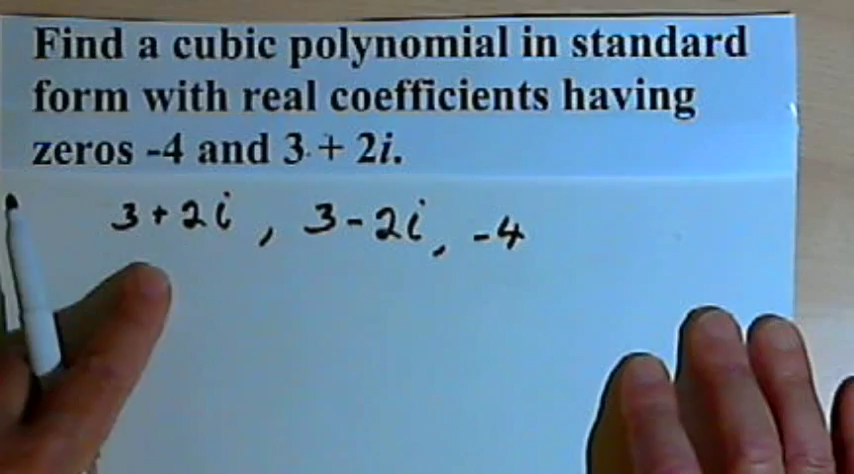 Find a cubic polynomial in standard
form with real coefficients having
zeros -4 and 3 + 2i.
3+2i, 3-2i, -4